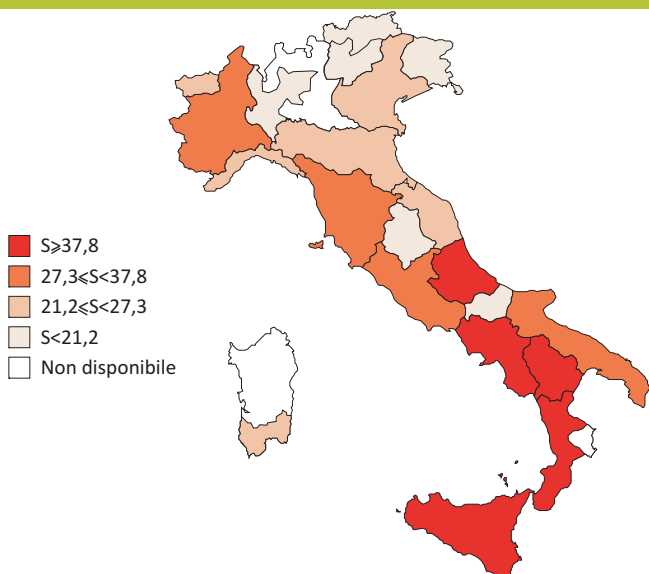 S⩾37,8
27,3⩽S<37,8
21,2⩽S<27,3
S<21,2
Non disponibile